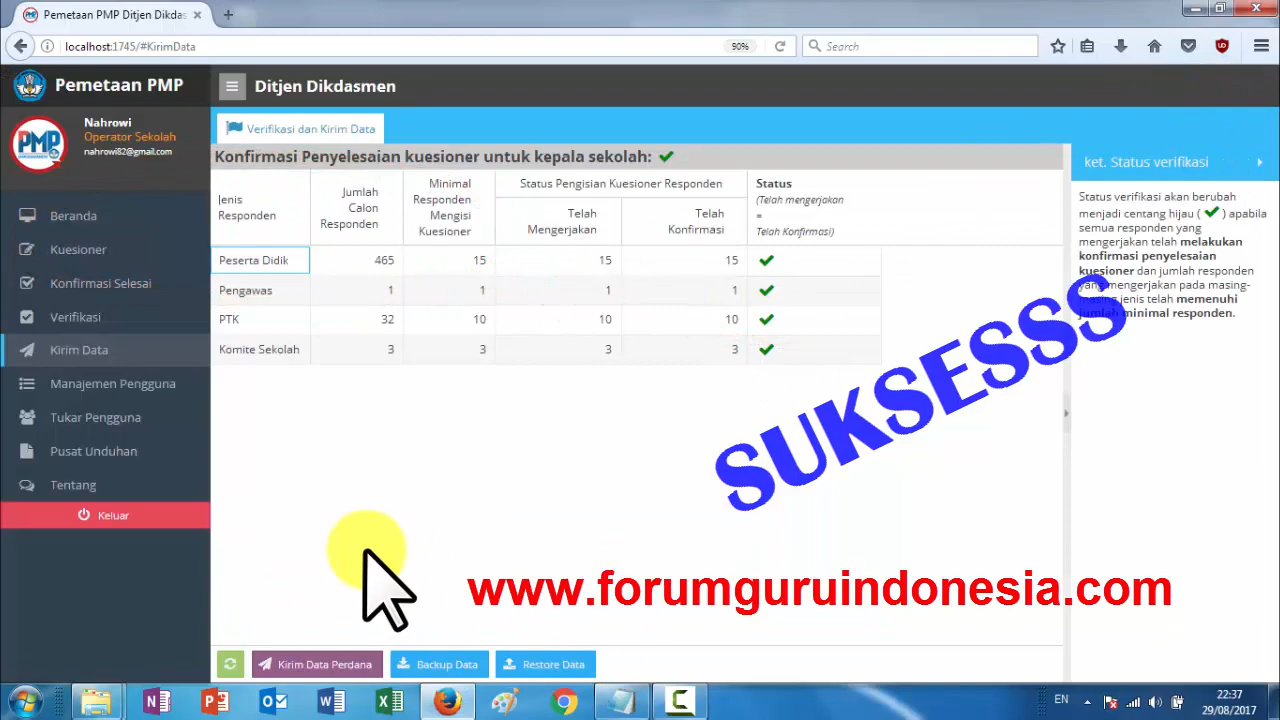 Pemetaan PMP Ditjen Dikdas
localhost:1745/#KirimData
90%
Search
Pemetaan PMP
Ditjen Dikdasmen
PMP
Nahrowi
Operator Sekolah
nahrowi82@gmail.com
Beranda
Kuesioner
Konfirmasi Selesai
Verifikasi
Kirim Data
Manajemen Pengguna
Tukar Pengguna
Pusat Unduhan
Tentang
Keluar
Verifikasi dan Kirim Data
Konfirmasi Penyelesaian kuesioner untuk kepala sekolah:
Jenis
Responden
Jumlah
Calon
Responden
Minimal
Responden
Mengisi
Kuesioner
Status Pengisian Kuesioner Responden
Telah
Mengerjakan
Telah
Konfirmasi
Status
(Telah mengerjakan
=
Telah Konfirmasi)
Peserta Didik 465 15 15 15
Pengawas 1 1 1 1
PTK 32 10 10 10
Komite Sekolah 3 3 3 3
ket. Status verifikasi
Status verifikasi akan berubah
menjadi centang hijau ( ) apabila
semua responden yang
mengerjakan telah melakukan
konfirmasi penyelesaian
kuesioner dan jumlah responden
yang mengerjakan pada masing-
masing jenis telah memenuhi
jumlah minimal responden.
SUKSESSS
www.forumguruindonesia.com
Kirim Data Perdana
Backup Data
Restore Data
EN
22:37
29/08/2017